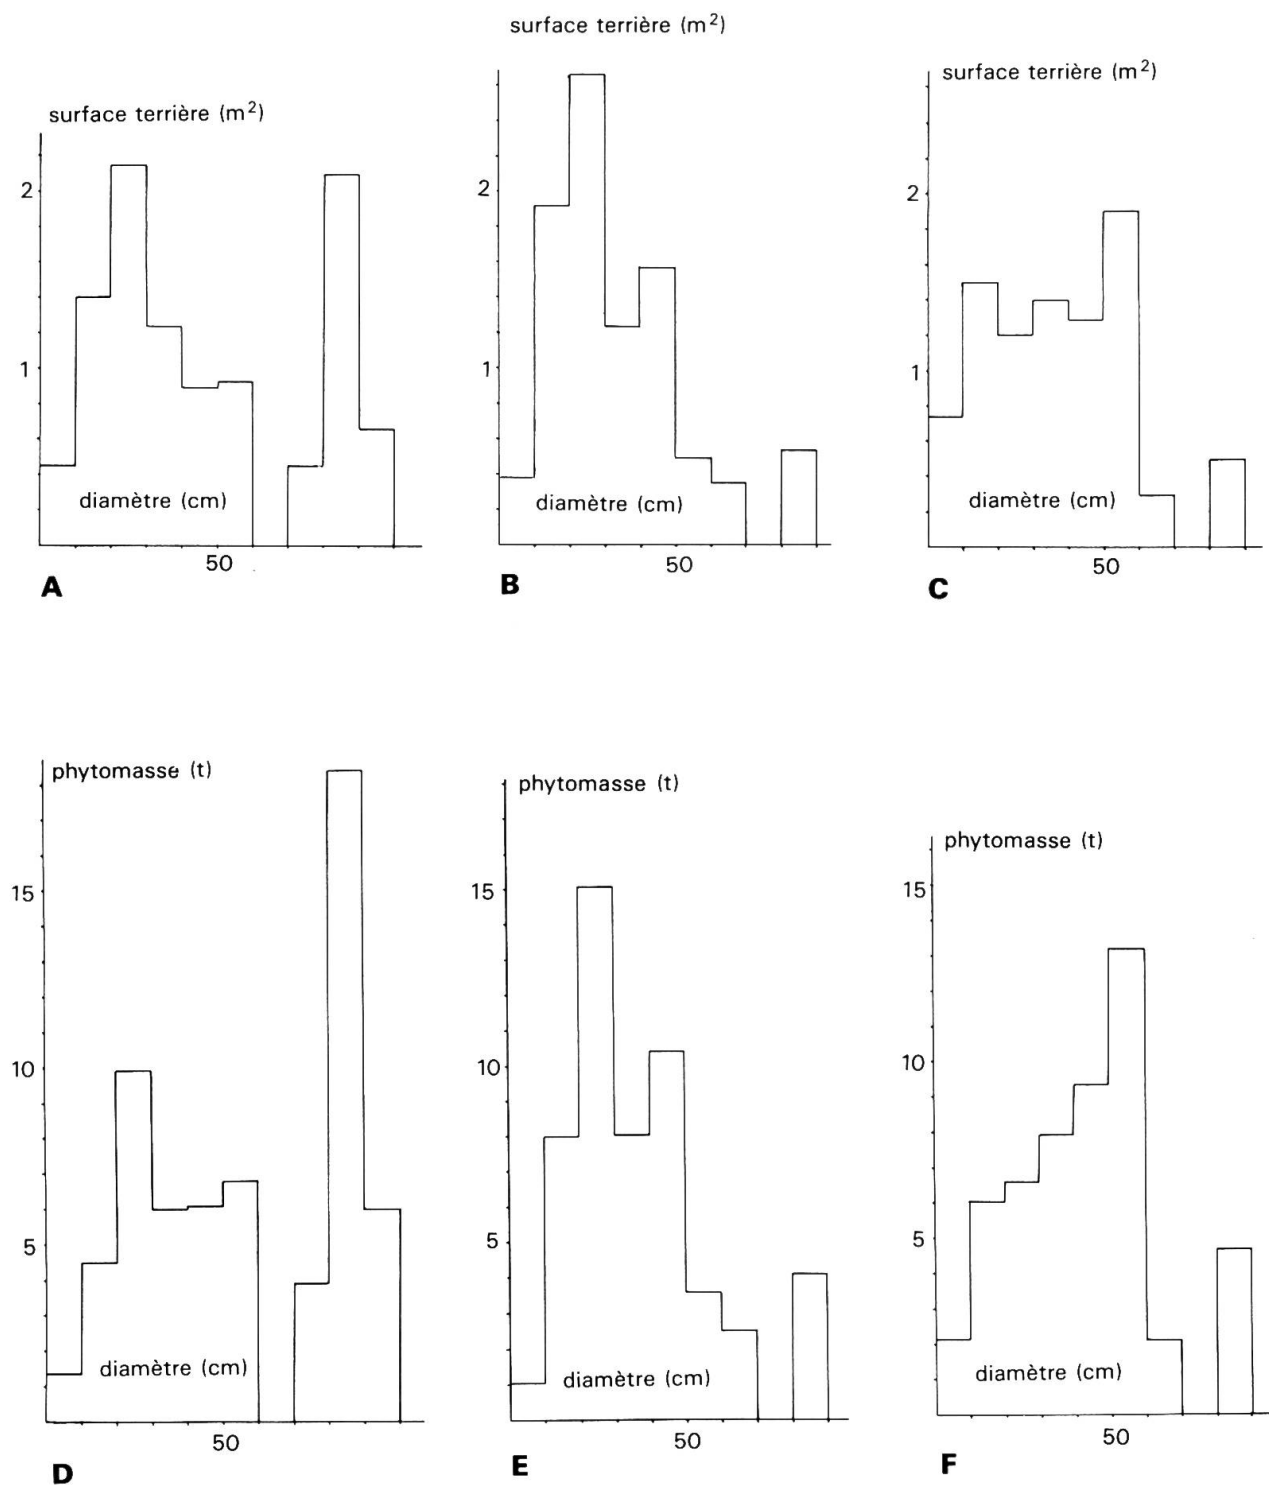 surface terrière (m²)
2
1
diamètre (cm)
50
A
surface terrière (m²)
2
1
diamètre (cm)
50
B
surface terrière (m²)
2
1
diamètre (cm)
50
C
phytomasse (t)
15
10
5
diamètre (cm)
50
D
phytomasse (t)
15
10
5
diamètre (cm)
50
E
phytomasse (t)
15
10
5
diamètre (cm)
50
F